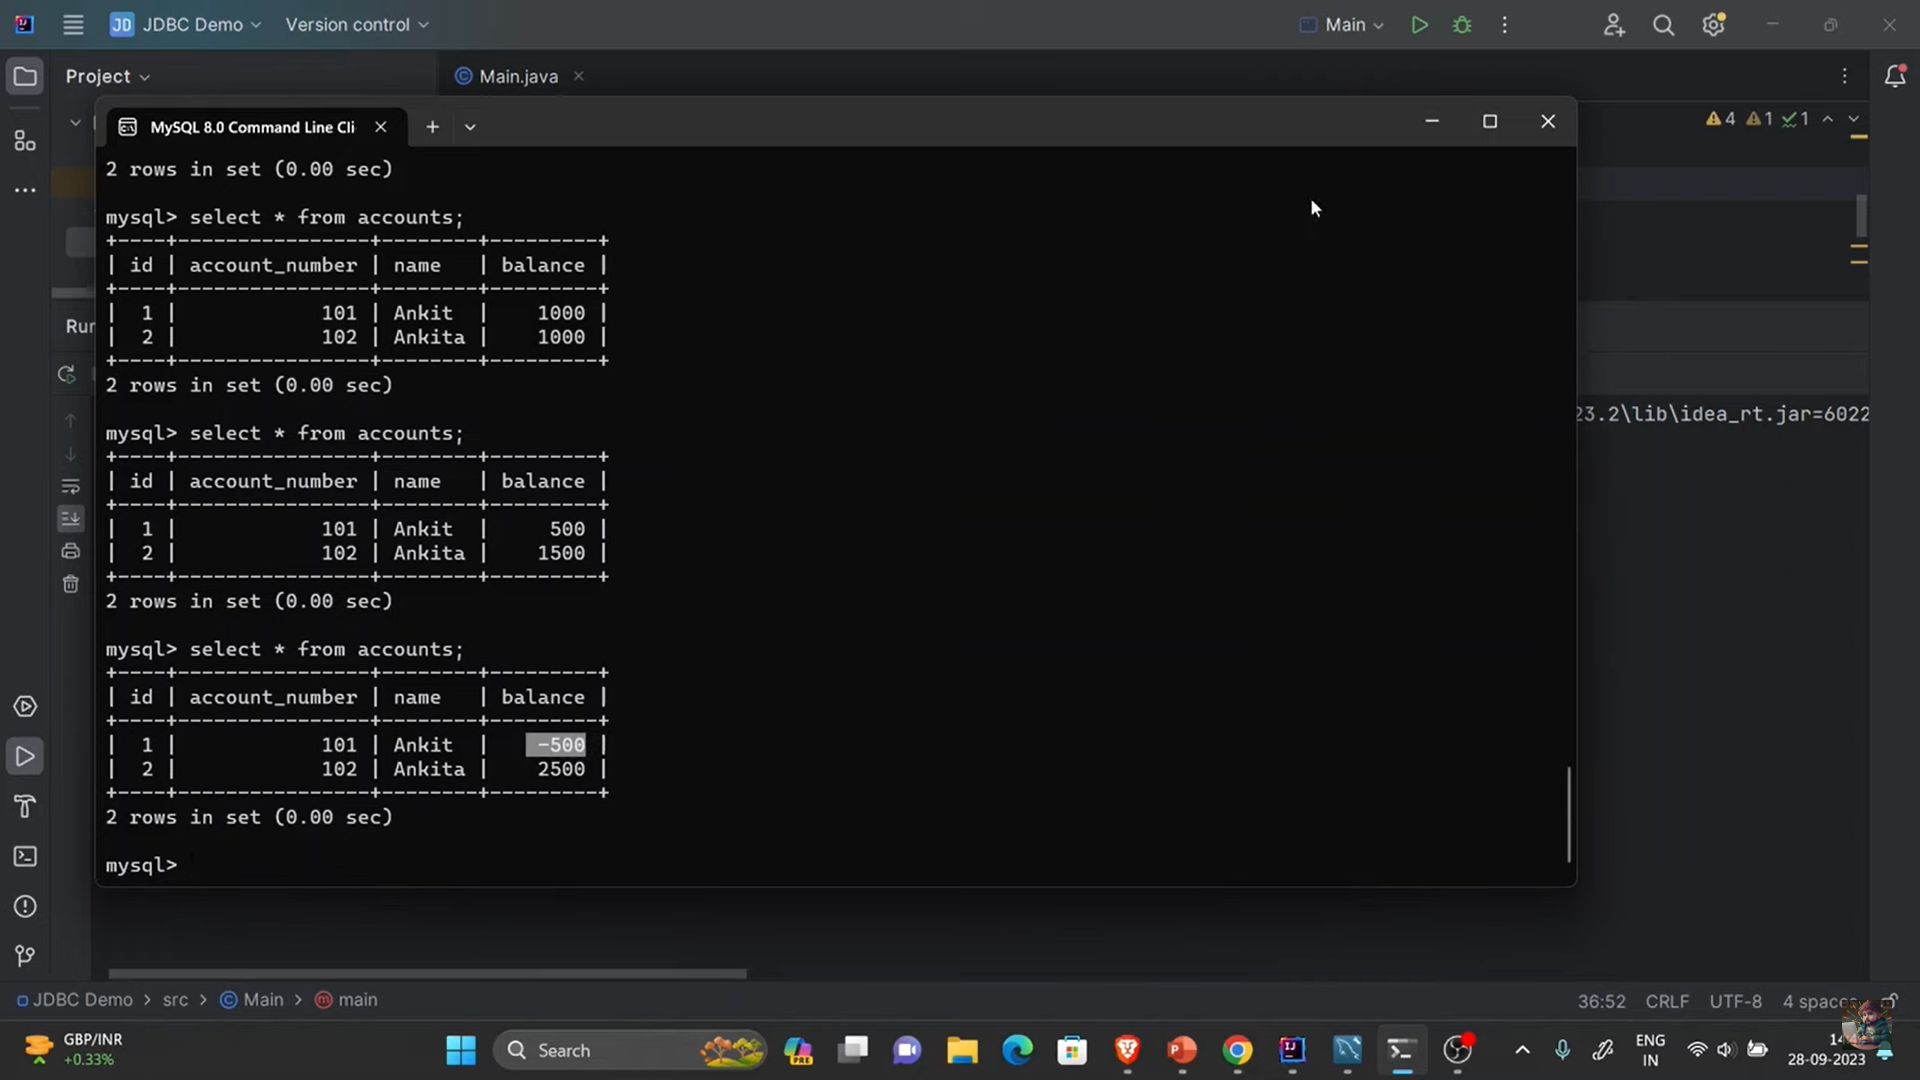 JD JDBC Demo Version control Main
Project Main.java
MySQL 8.0 Command Line Cli
4 1 1
2 rows in set (0.00 sec)
mysql> select * from accounts;
+----+----------------+--------+---------+
| id | account_number | name   | balance |
+----+----------------+--------+---------+
|  1 |            101 | Ankit  |    1000 |
|  2 |            102 | Ankita |    1000 |
+----+----------------+--------+---------+
2 rows in set (0.00 sec)
Run
23.2\lib\idea_rt.jar=6022
mysql> select * from accounts;
+----+----------------+--------+---------+
| id | account_number | name   | balance |
+----+----------------+--------+---------+
|  1 |            101 | Ankit  |     500 |
|  2 |            102 | Ankita |    1500 |
+----+----------------+--------+---------+
2 rows in set (0.00 sec)
mysql> select * from accounts;
+----+----------------+--------+---------+
| id | account_number | name   | balance |
+----+----------------+--------+---------+
|  1 |            101 | Ankit  |    -500 |
|  2 |            102 | Ankita |    2500 |
+----+----------------+--------+---------+
2 rows in set (0.00 sec)
mysql>
JDBC Demo > src > Main > main 36:52 CRLF UTF-8 4
GBP/INR
+0.33%
Search
PRE
ENG
IN
28-09-2023